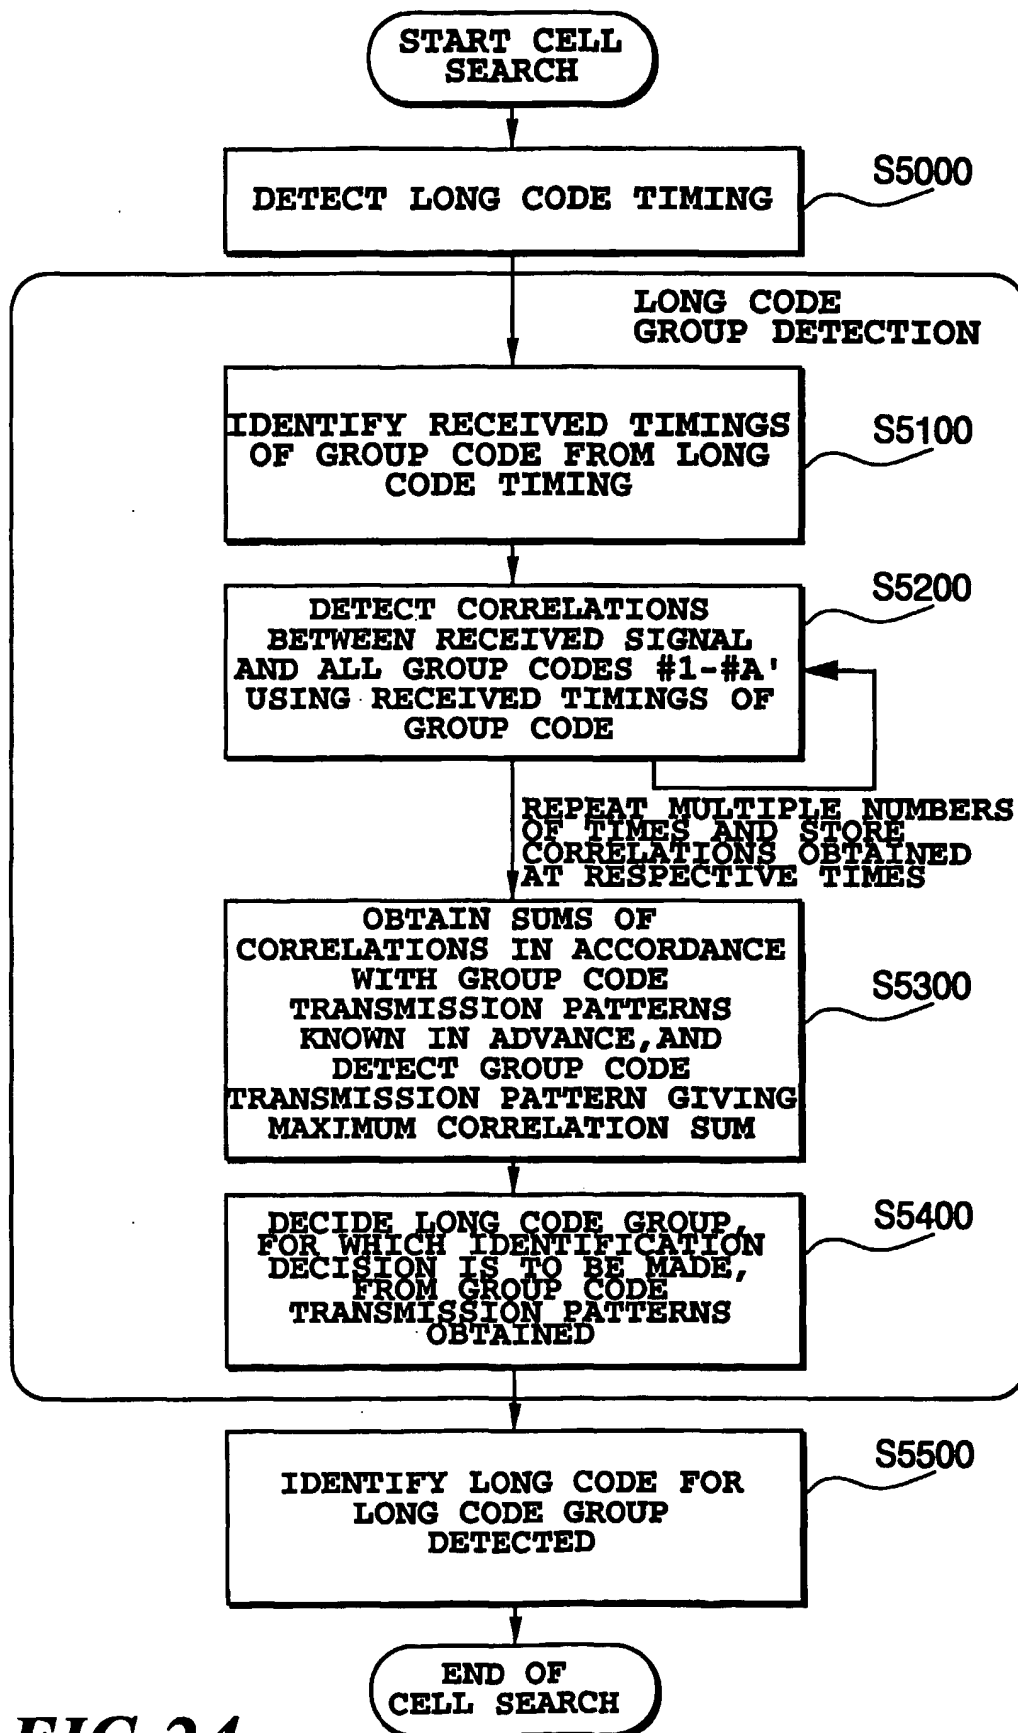 START CELL
SEARCH
S5000
DETECT LONG CODE TIMING
LONG CODE
GROUP DETECTION
IDENTIFY RECEIVED TIMINGS
OF GROUP CODE FROM LONG
CODE TIMING
S5100
S5200
DETECT CORRELATIONS
BETWEEN RECEIVED SIGNAL
AND ALL GROUP CODES #1-#A'
USING RECEIVED TIMINGS OF
GROUP CODE
REPEAT MULTIPLE NUMBERS
OF TIMES AND STORE
CORRELATIONS OBTAINED
AT RESPECTIVE TIMES
OBTAIN SUMS OF
CORRELATIONS IN ACCORDANCE
WITH GROUP CODE
TRANSMISSION PATTERNS
KNOWN IN ADVANCE,AND
DETECT GROUP CODE
TRANSMISSION PATTERN GIVING
MAXIMUM CORRELATION SUM
S5300
S5400
DECIDE LONG CODE GROUP,
FOR WHICH IDENTIFICATION
DECISION IS TO BE MADE,
FROM GROUP CODE
TRANSMISSION PATTERNS
OBTAINED
S5500
IDENTIFY LONG CODE FOR
LONG CODE GROUP
DETECTED
END OF
CELL SEARCH
FIG.24